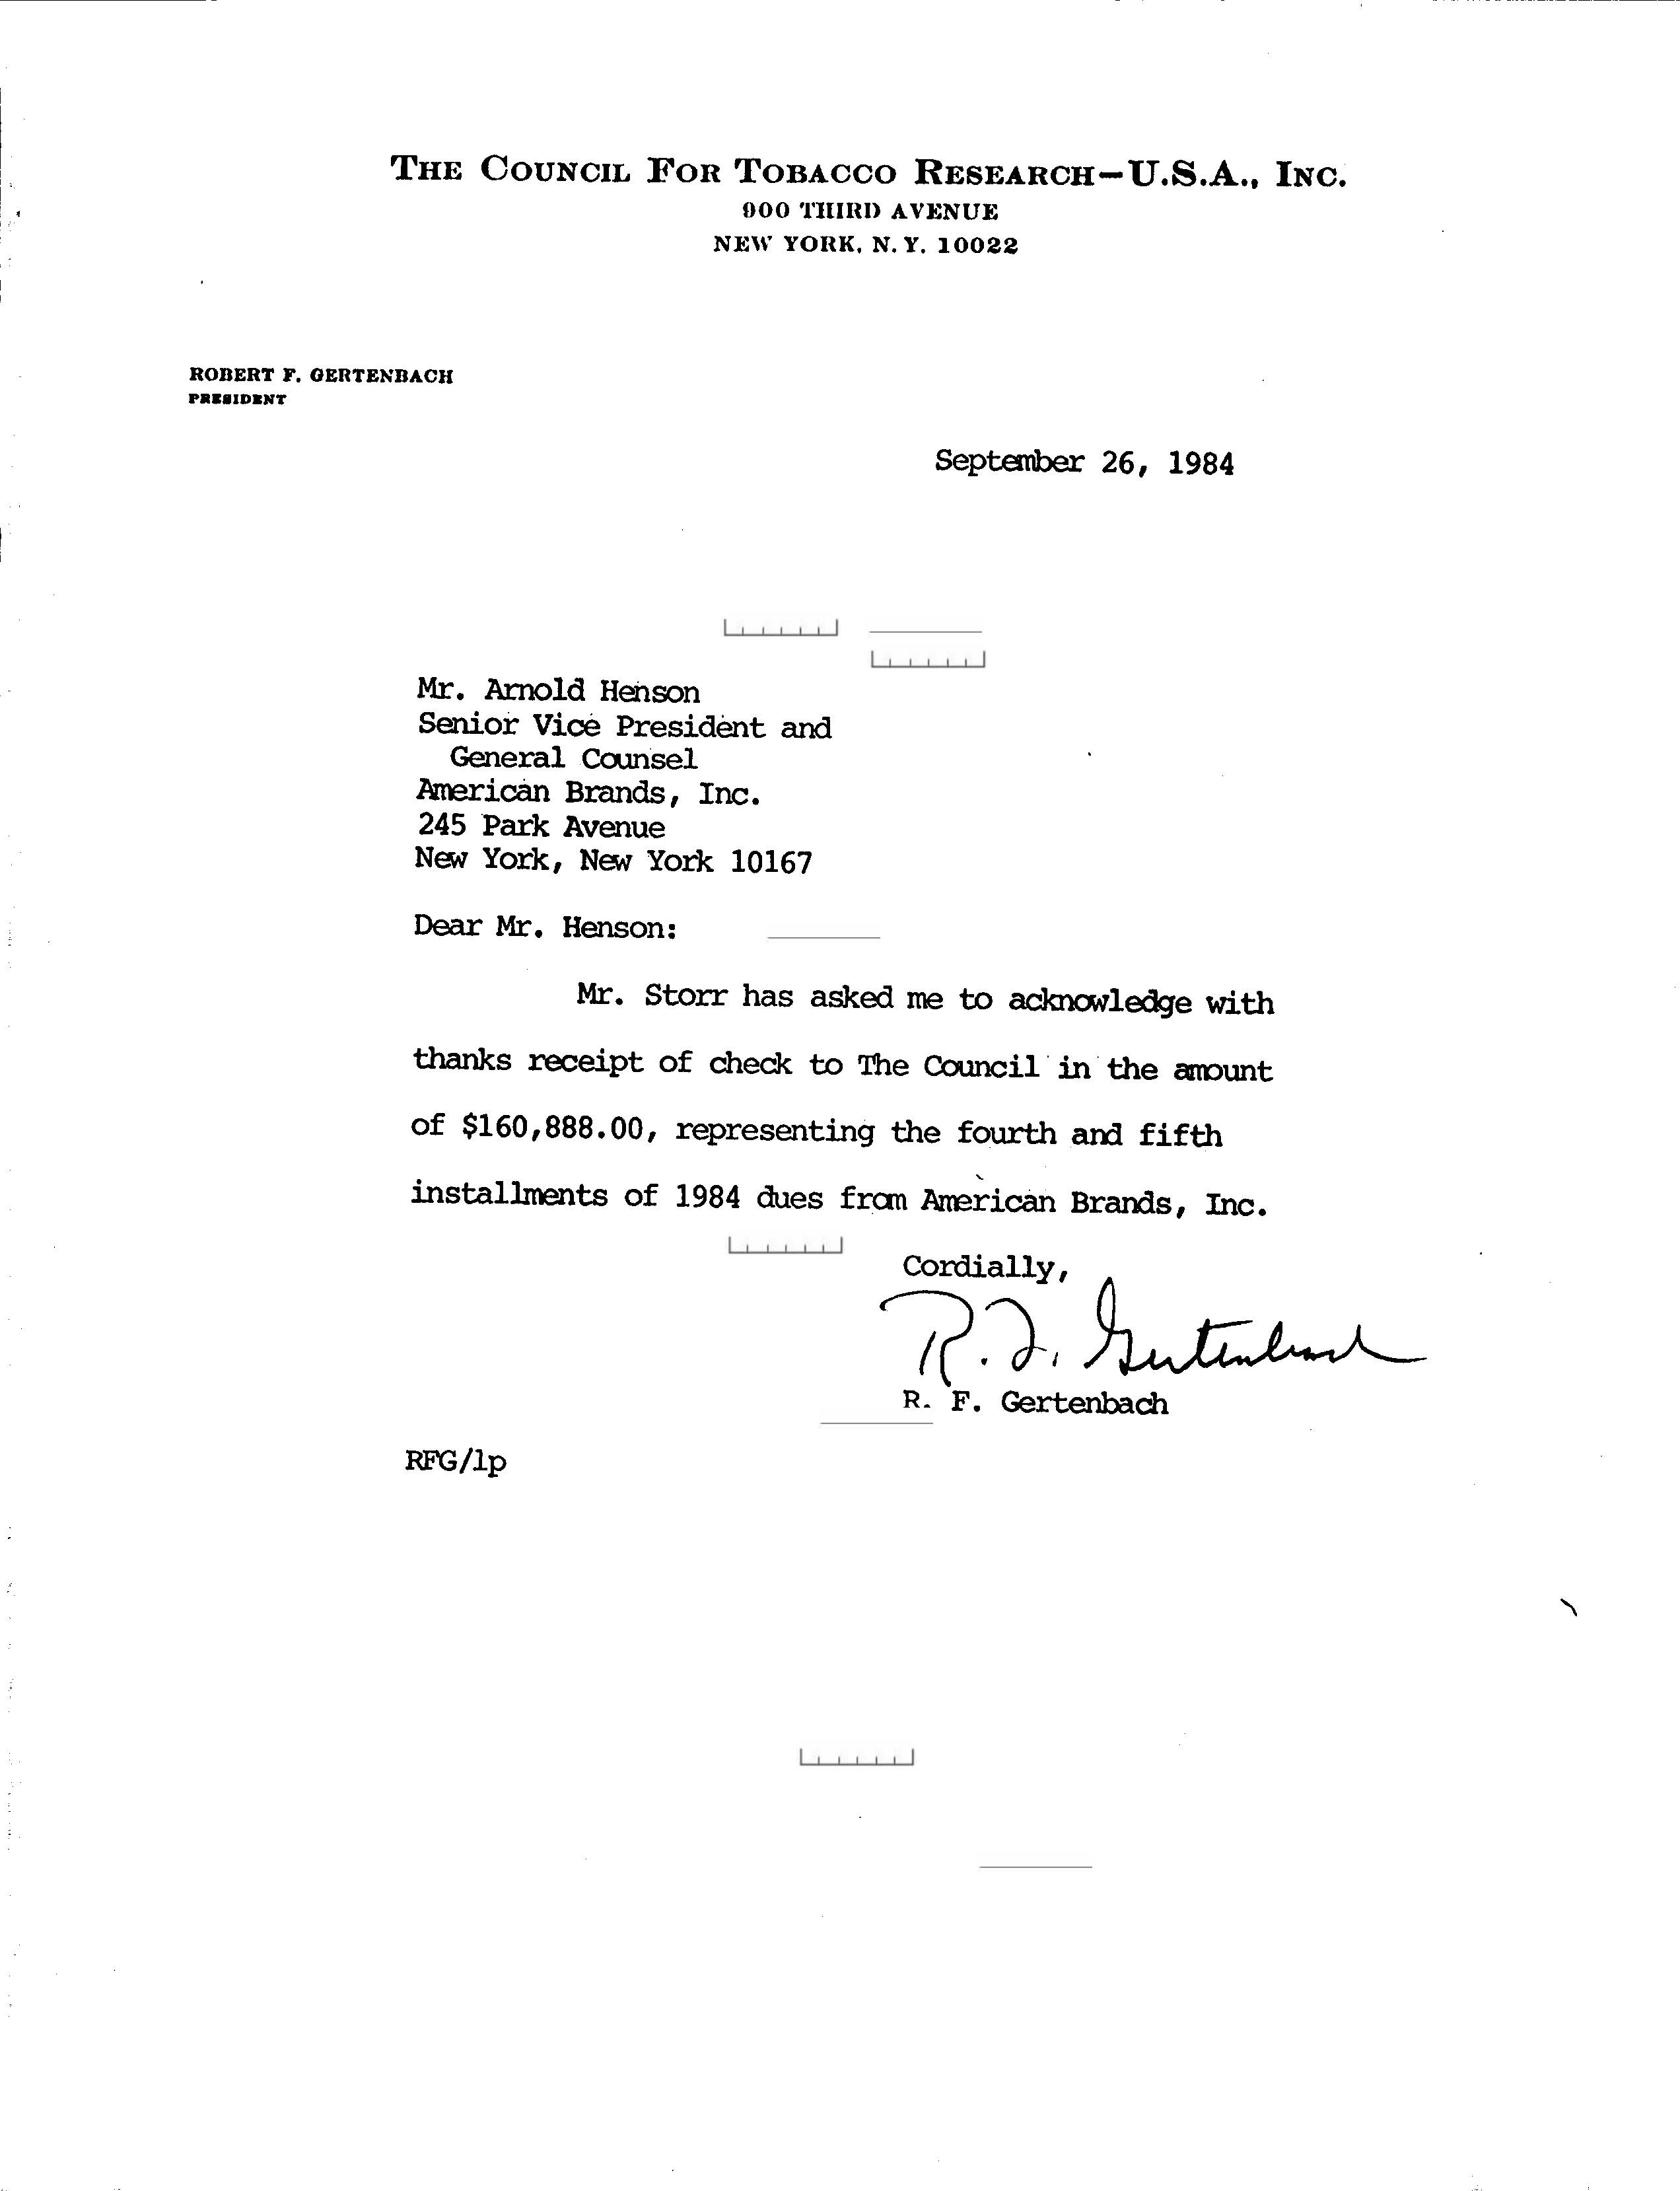 THE COUNCIL FOR TOBACCO RESEARCH—U.S.A., INC.
900 THIRD AVENUE
NEW YORK, N. Y. 10022
ROBERT F. GERTENBACH
PRESIDENT
September 26, 1984
Mr. Arnold Henson
Senior Vice President and
General Counsel
American Brands, Inc.
245 Park Avenue
New York, New York 10167
Dear Mr. Henson:
Mr. Storr has asked me to acknowledge with
thanks receipt of check to The Council in the amount
of $160,888.00, representing the fourth and fifth
installments of 1984 dues from American Brands, Inc.
Cordially,
R. F. Gertenbach
R. F. Gertenbach
RFG/lp